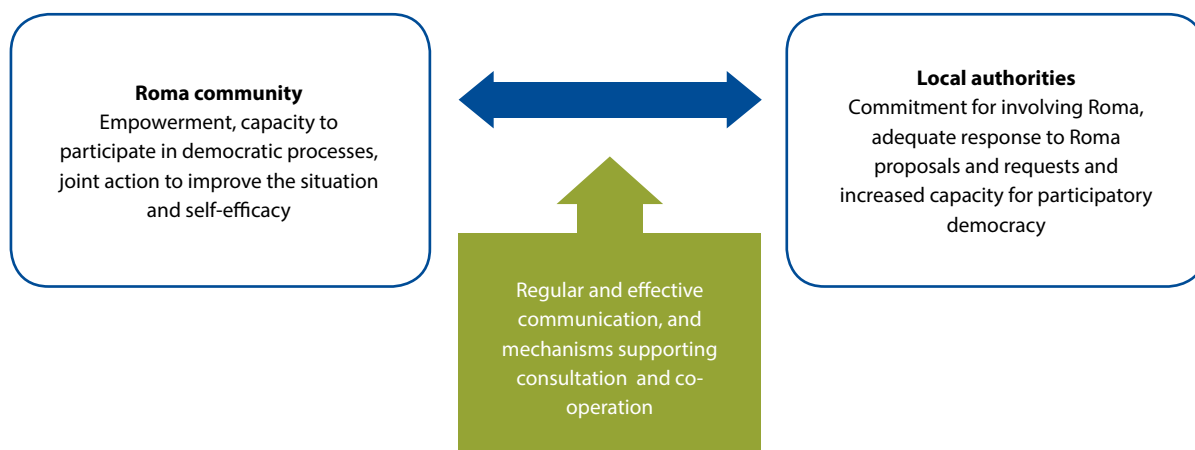 Roma community
Empowerment, capacity to
participate in democratic processes,
joint action to improve the situation
and self-efficacy
Local authorities
Commitment for involving Roma,
adequate response to Roma
proposals and requests and
increased capacity for participatory
democracy
Regular and effective
communication, and
mechanisms supporting
consultation and co-
operation